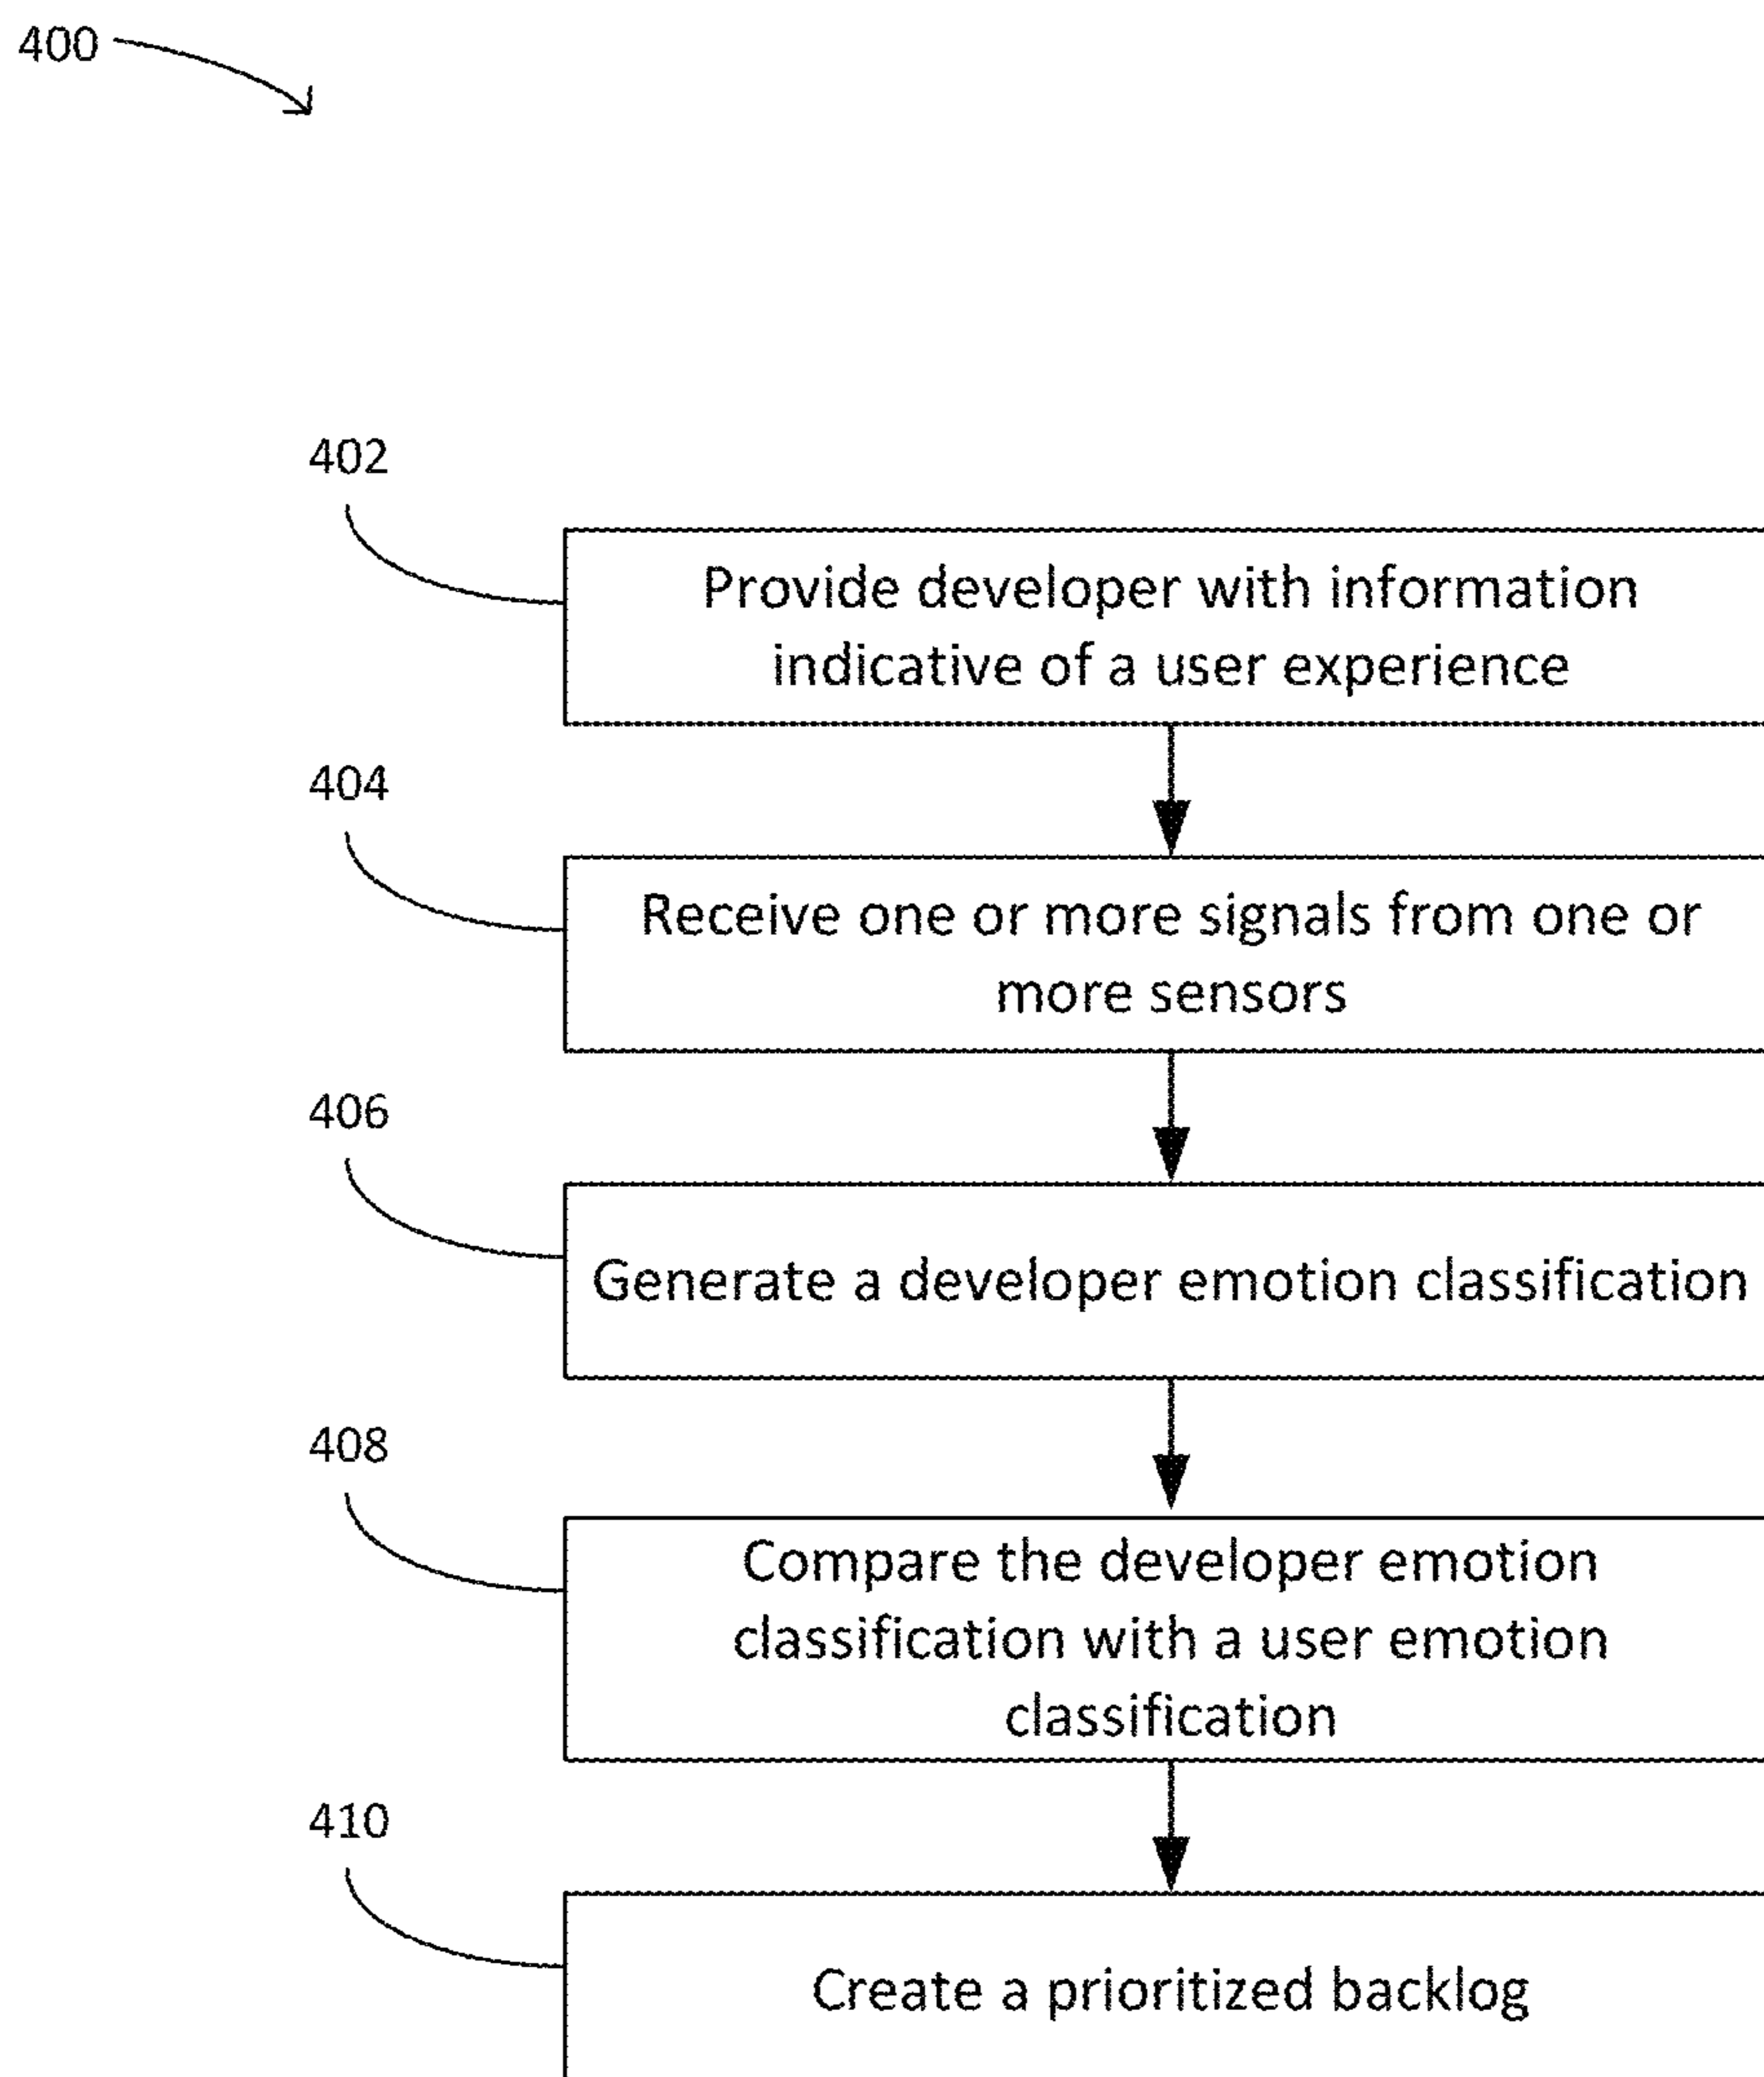 400
402
Provide developer with information
indicative of a user experience
404
Receive one or more signals from one or
more sensors
406
Generate a developer emotion classification
408
Compare the developer emotion
classification with a user emotion
classification
410
Create a prioritized backlog